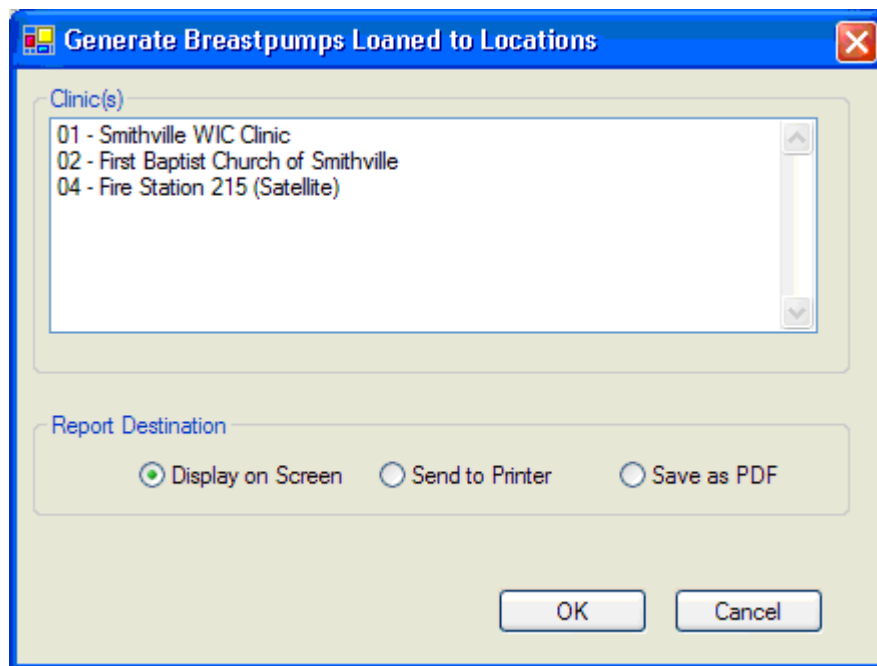 Generate Breastpumps Loaned to Locations
Clinic(s)
01 - Smithville WIC Clinic
02 - First Baptist Church of Smithville
04 - Fire Station 215 (Satellite)
Report Destination
Display on Screen Send to Printer Save as PDF
OK Cancel